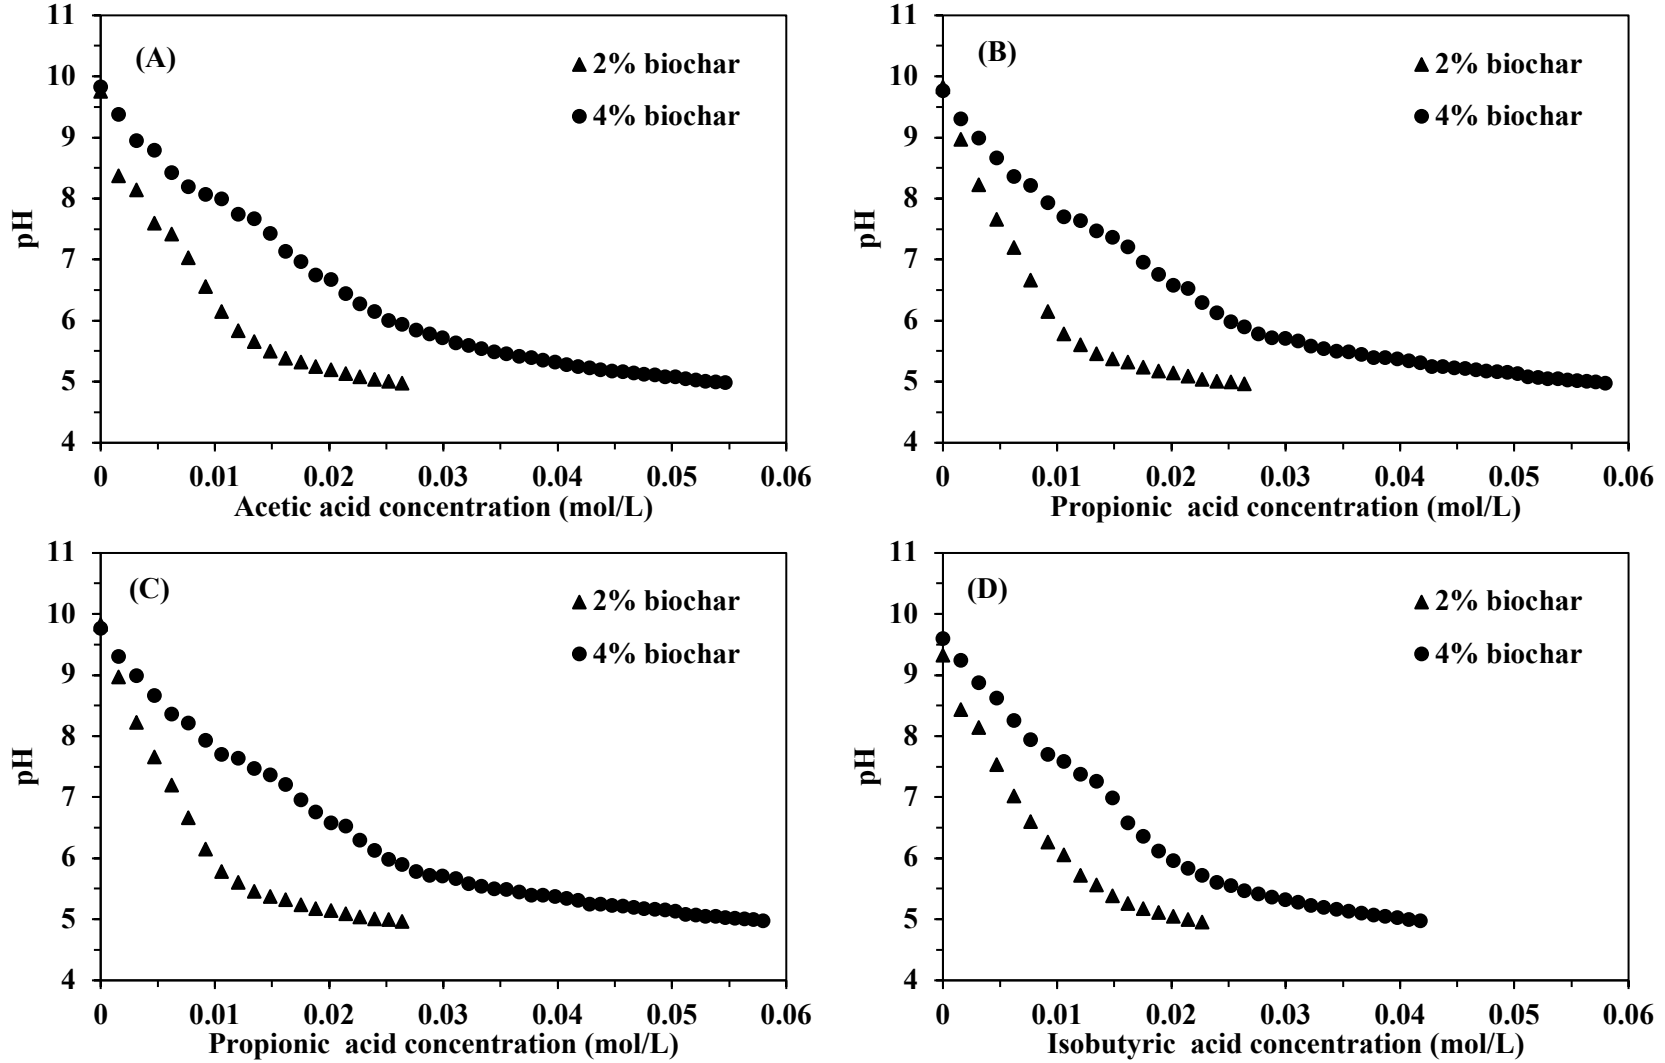 11
10
9
8
7
6
5
4
pH
(A)
2% biochar
4% biochar
0 0.01 0.02 0.03 0.04 0.05 0.06
Acetic acid concentration (mol/L)
11
10
9
8
7
6
5
4
pH
(B)
2% biochar
4% biochar
0 0.01 0.02 0.03 0.04 0.05 0.06
Propionic acid concentration (mol/L)
11
10
9
8
7
6
5
4
pH
(C)
2% biochar
4% biochar
0 0.01 0.02 0.03 0.04 0.05 0.06
Propionic acid concentration (mol/L)
11
10
9
8
7
6
5
4
pH
(D)
2% biochar
4% biochar
0 0.01 0.02 0.03 0.04 0.05 0.06
Isobutyric acid concentration (mol/L)